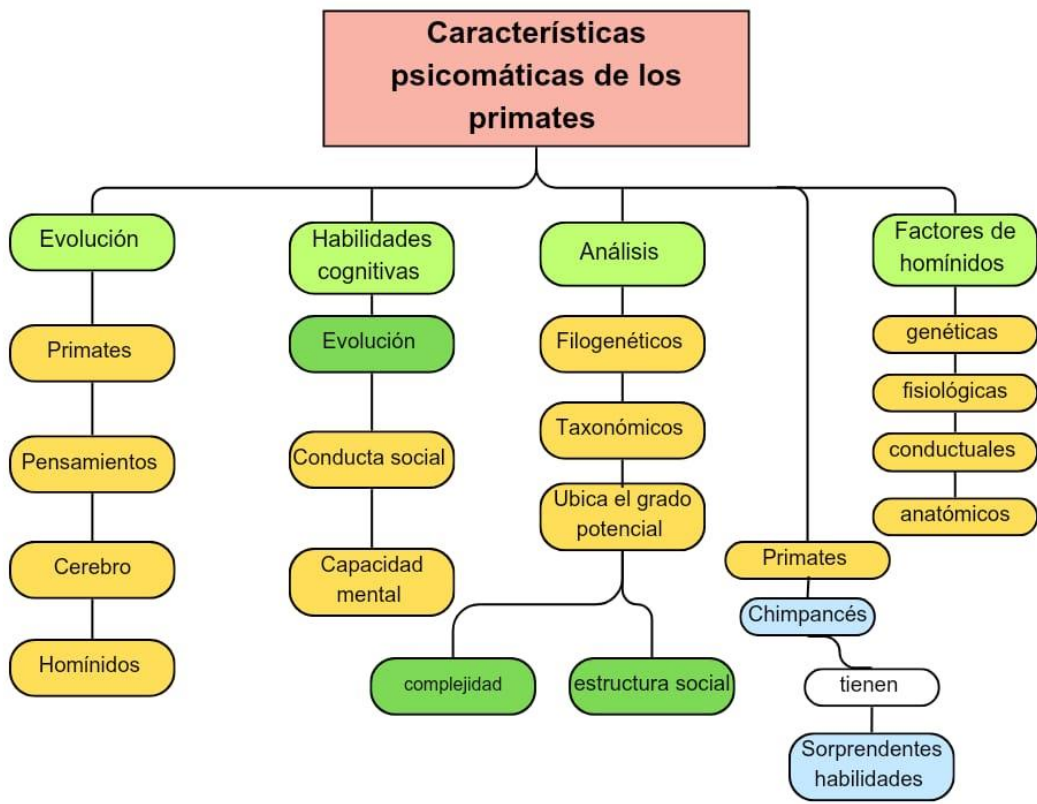 Características
psicomáticas de los
primates
Evolución
Primates
Pensamientos
Cerebro
Homínidos
Habilidades
cognitivas
Evolución
Conducta social
Capacidad
mental
Análisis
Filogenéticos
Taxonómicos
Ubica el grado
potencial
complejidad
estructura social
Primates
Chimpancés
tienen
Sorprendentes
habilidades
Factores de
homínidos
genéticas
fisiológicas
conductuales
anatómicos